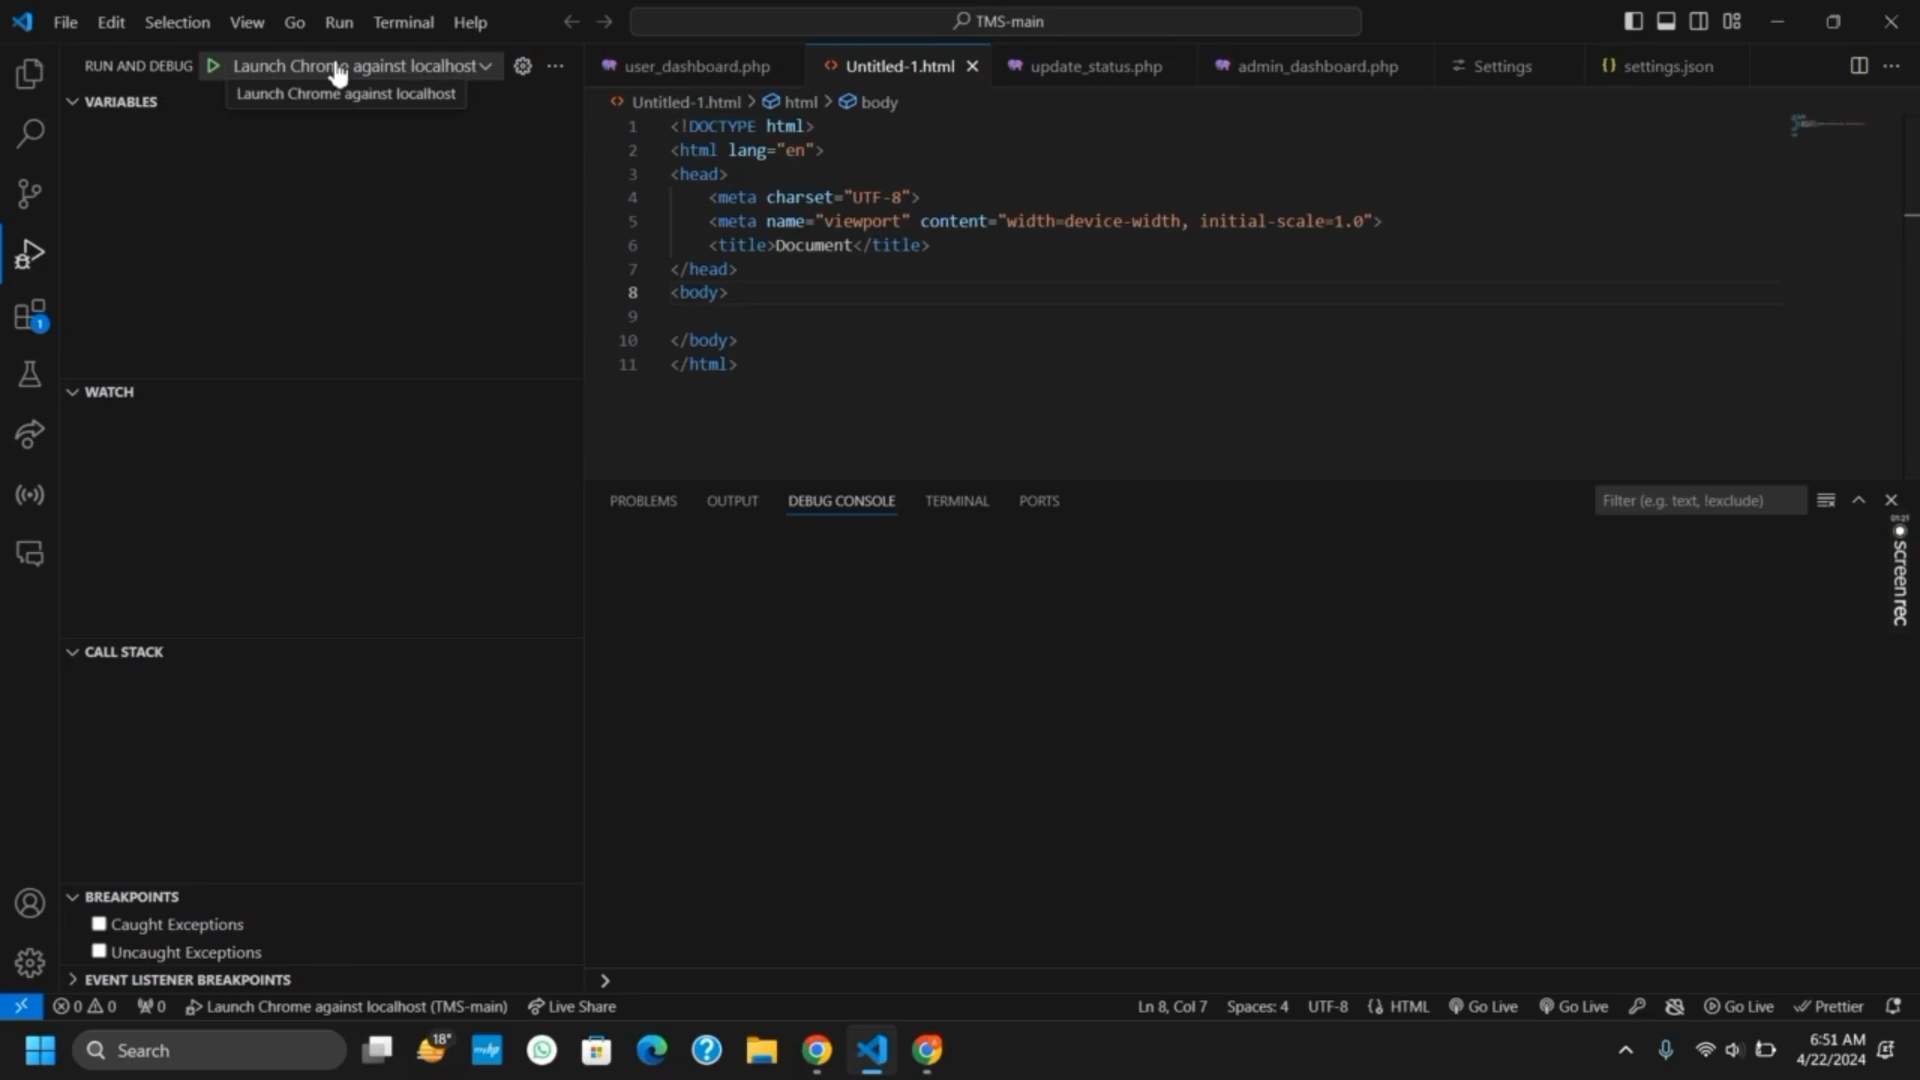 File Edit Selection View Go Run Terminal Help
TMS-main
RUN AND DEBUG
Launch Chrome against localhost
Launch Chrome against localhost
user_dashboard.php
Untitled-1.html
update_status.php
admin_dashboard.php
Settings
settings.json
VARIABLES
WATCH
CALL STACK
BREAKPOINTS
Caught Exceptions
Uncaught Exceptions
EVENT LISTENER BREAKPOINTS
Untitled-1.html > html > body
1 <!DOCTYPE html>
2 <html lang="en">
3 <head>
4 <meta charset="UTF-8">
5 <meta name="viewport" content="width=device-width, initial-scale=1.0">
6 <title>Document</title>
7 </head>
8 <body>
9
10 </body>
11 </html>
PROBLEMS OUTPUT DEBUG CONSOLE TERMINAL PORTS
Filter (e.g. text, !exclude)
01:21
screenrec
1
0 0 0 Launch Chrome against localhost (TMS-main) Live Share
Ln 8, Col 7 Spaces: 4 UTF-8 HTML Go Live Go Live Go Live Prettier
Search
18°
myhp
6:51 AM
4/22/2024